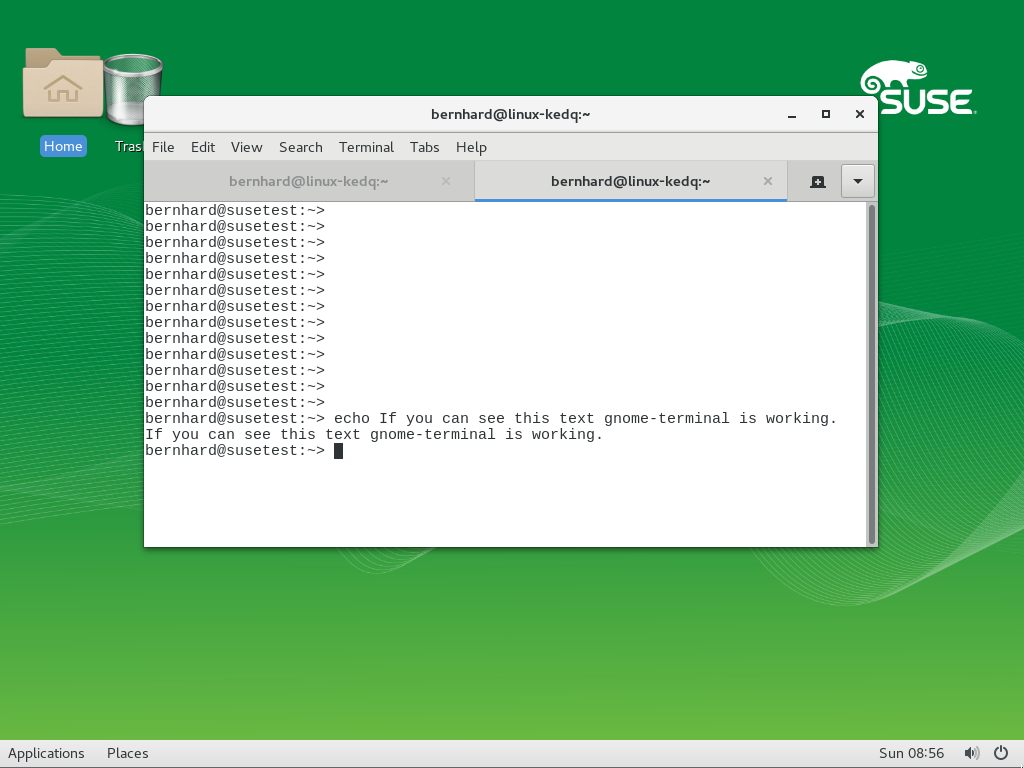 SUSE
bernhard@linux-kedq:~
Home
Tras
File Edit View Search Terminal Tabs Help
bernhard@linux-kedq:~ bernhard@linux-kedq:~
bernhard@susetest:~>
bernhard@susetest:~>
bernhard@susetest:~>
bernhard@susetest:~>
bernhard@susetest:~>
bernhard@susetest:~>
bernhard@susetest:~>
bernhard@susetest:~>
bernhard@susetest:~>
bernhard@susetest:~>
bernhard@susetest:~>
bernhard@susetest:~>
bernhard@susetest:~>
bernhard@susetest:~> echo If you can see this text gnome-terminal is working.
If you can see this text gnome-terminal is working.
bernhard@susetest:~>
Applications Places Sun 08:56